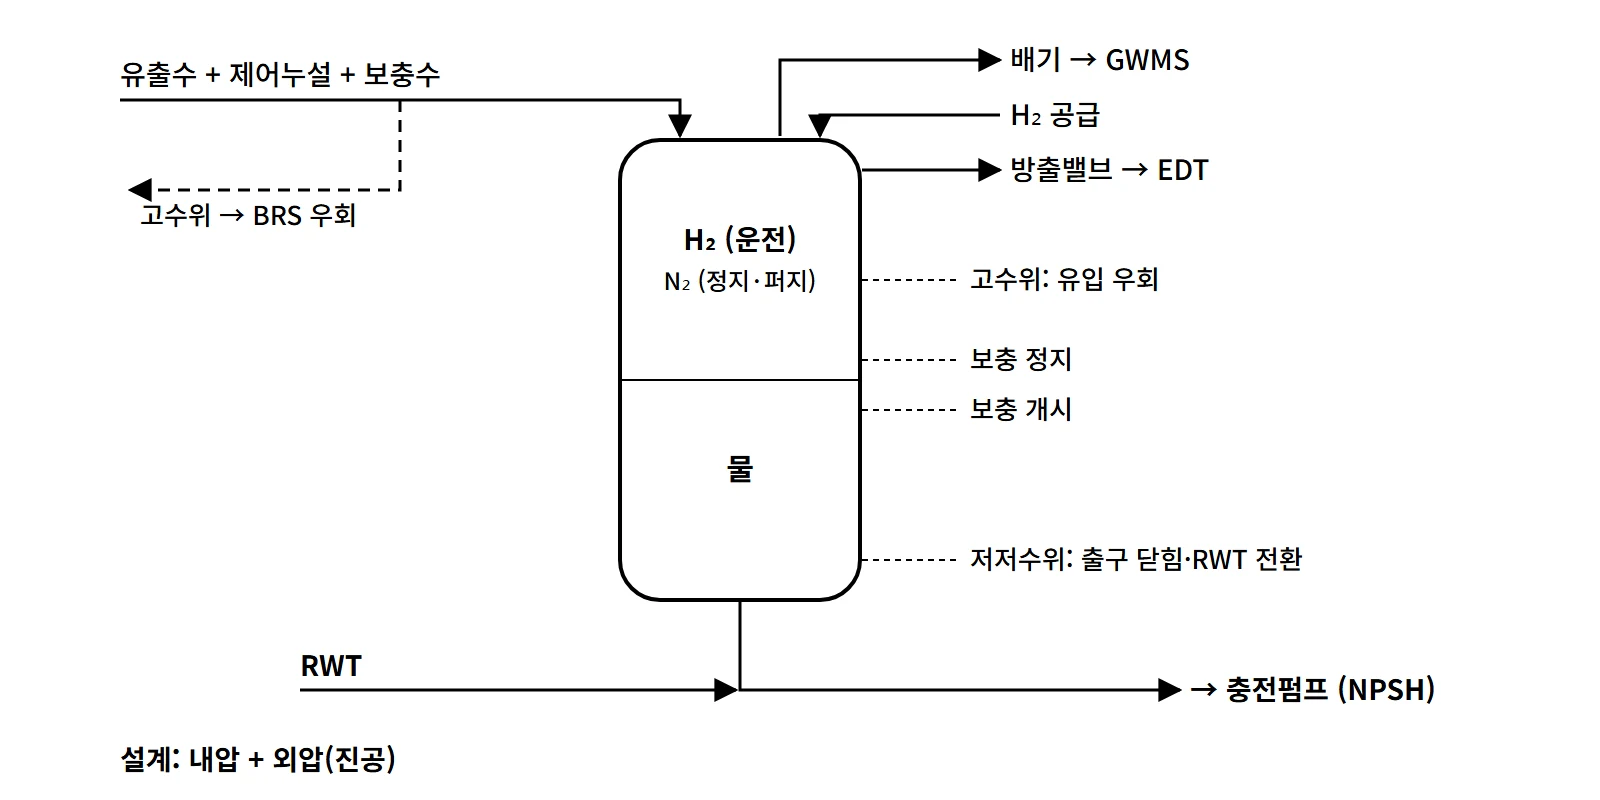 유출수 + 제어누설 + 보충수
고수위 → BRS 우회
배기 → GWMS
H₂ 공급
방출밸브 → EDT
H₂ (운전)
N₂ (정지·퍼지)
고수위: 유입 우회
보충 정지
보충 개시
물
저저수위: 출구 닫힘·RWT 전환
RWT
→ 충전펌프 (NPSH)
설계: 내압 + 외압(진공)